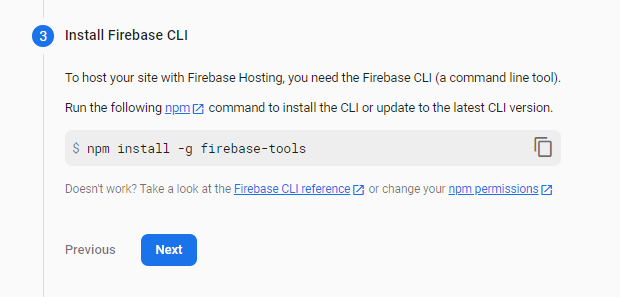 3 Install Firebase CLI
To host your site with Firebase Hosting, you need the Firebase CLI (a command line tool).
Run the following npm command to install the CLI or update to the latest CLI version.
$ npm install -g firebase-tools
Doesn't work? Take a look at the Firebase CLI reference or change your npm permissions
Previous Next